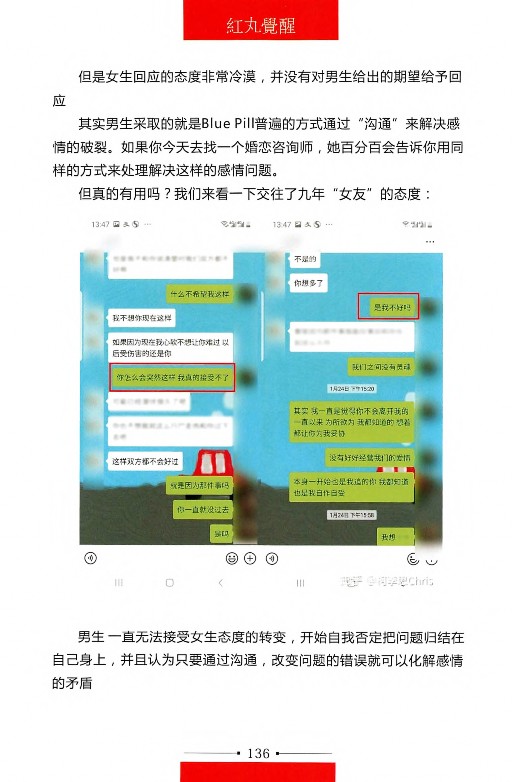 紅丸覺醒
但是女生回应的态度非常冷漠，并没有对男生给出的期望给予回
应
其实男生采取的就是Blue Pill普遍的方式通过“沟通”来解决感
情的破裂。如果你今天去找一个婚恋咨询师，她百分百会告诉你用同
样的方式来处理解决这样的感情问题。
但真的有用吗？我们来看一下交往了九年“女友”的态度：
13:47
什么不希望我这样
我不想你现在这样
如果因为现在我心软不想让你难过 以
后受伤害的还是你
你怎么会突然这样 我真的接受不了
这样双方都不会好过
就是因为那件事吗
你一直就没过去
是吗
13:47
不是的
你想多了
是我不好吗
我们之间没有灵魂
1月24日 下午15:20
其实 我一直是觉得你不会离开我的
一直以来 为所欲为 我都知道的 想着
都让你为我妥协
没有好好经营我们的爱情
本身一开始也是我追的你 我都知道
也是我自作自受
1月24日 下午15:58
我想
知乎
男生 一直无法接受女生态度的转变，开始自我否定把问题归结在
自己身上，并且认为只要通过沟通，改变问题的错误就可以化解感情
的矛盾
136